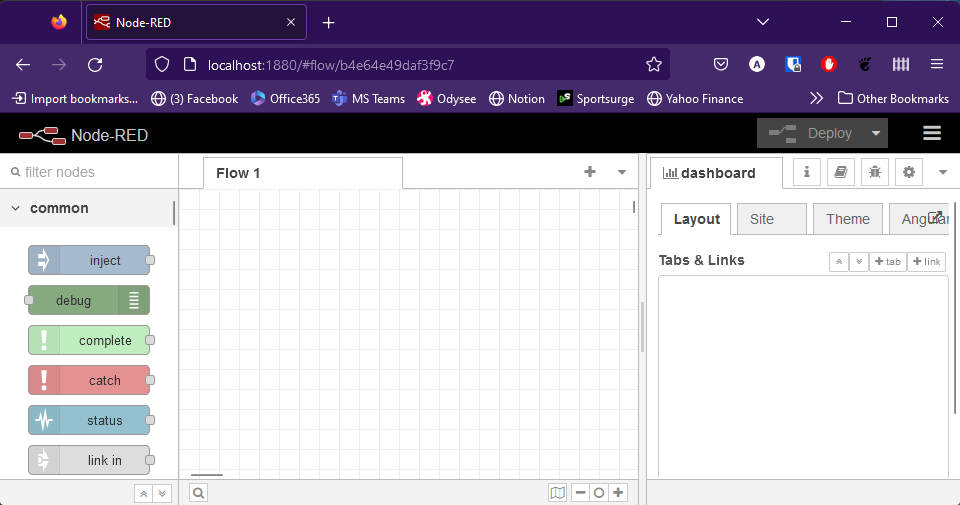 Node-RED
localhost:1880/#flow/b4e64e49daf3f9c7
Import bookmarks... (3) Facebook Office365 MS Teams Odysee Notion Sportsurge Yahoo Finance Other Bookmarks
Node-RED Deploy
filter nodes Flow 1 dashboard
common
Layout Site Theme Angular
inject
Tabs & Links tab link
debug
complete
catch
status
link in